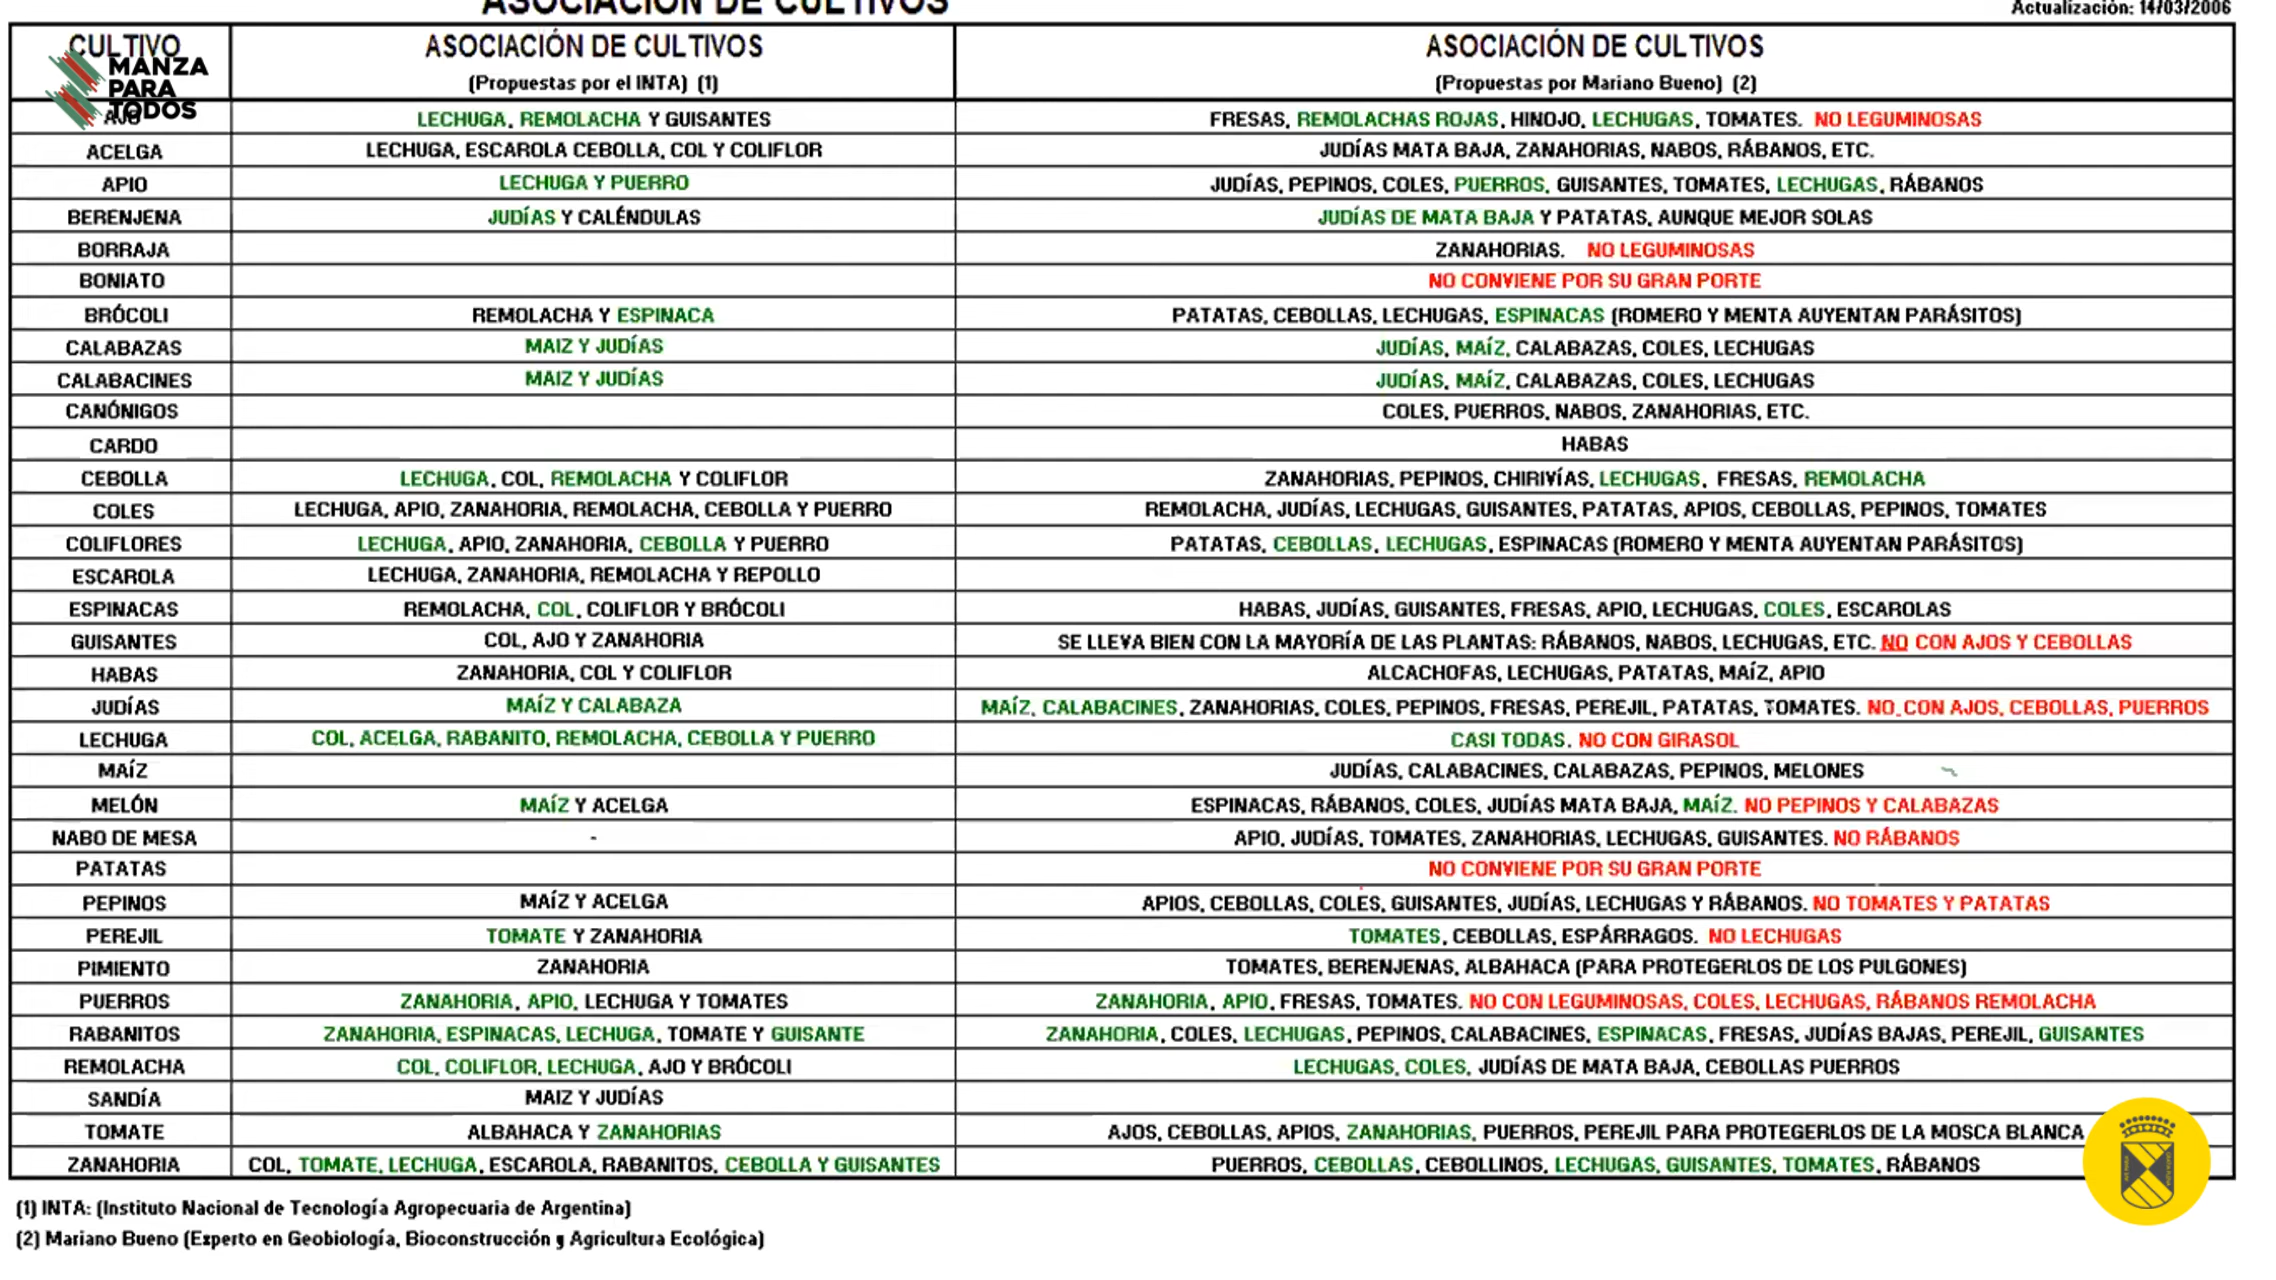 ASOCIACIÓN DE CULTIVOS
Actualización: 14/03/2006
CULTIVO
MANZA
PARA
TODOS
ASOCIACIÓN DE CULTIVOS
(Propuestas por el INTA) (1)
ASOCIACIÓN DE CULTIVOS
(Propuestas por Mariano Bueno) (2)
AJO LECHUGA, REMOLACHA Y GUISANTES FRESAS, REMOLACHAS ROJAS, HINOJO, LECHUGAS, TOMATES. NO LEGUMINOSAS
ACELGA LECHUGA, ESCAROLA CEBOLLA, COL Y COLIFLOR JUDÍAS MATA BAJA, ZANAHORIAS, NABOS, RÁBANOS, ETC.
APIO LECHUGA Y PUERRO JUDÍAS, PEPINOS, COLES, PUERROS, GUISANTES, TOMATES, LECHUGAS, RÁBANOS
BERENJENA JUDÍAS Y CALÉNDULAS JUDÍAS DE MATA BAJA Y PATATAS, AUNQUE MEJOR SOLAS
BORRAJA ZANAHORIAS. NO LEGUMINOSAS
BONIATO NO CONVIENE POR SU GRAN PORTE
BRÓCOLI REMOLACHA Y ESPINACA PATATAS, CEBOLLAS, LECHUGAS, ESPINACAS (ROMERO Y MENTA AUYENTAN PARÁSITOS)
CALABAZAS MAIZ Y JUDÍAS JUDÍAS, MAÍZ, CALABAZAS, COLES, LECHUGAS
CALABACINES MAIZ Y JUDÍAS JUDÍAS, MAÍZ, CALABAZAS, COLES, LECHUGAS
CANÓNIGOS COLES, PUERROS, NABOS, ZANAHORIAS, ETC.
CARDO HABAS
CEBOLLA LECHUGA, COL, REMOLACHA Y COLIFLOR ZANAHORIAS, PEPINOS, CHIRIVÍAS, LECHUGAS, FRESAS, REMOLACHA
COLES LECHUGA, APIO, ZANAHORIA, REMOLACHA, CEBOLLA Y PUERRO REMOLACHA, JUDÍAS, LECHUGAS, GUISANTES, PATATAS, APIOS, CEBOLLAS, PEPINOS, TOMATES
COLIFLORES LECHUGA, APIO, ZANAHORIA, CEBOLLA Y PUERRO PATATAS, CEBOLLAS, LECHUGAS, ESPINACAS (ROMERO Y MENTA AUYENTAN PARÁSITOS)
ESCAROLA LECHUGA, ZANAHORIA, REMOLACHA Y REPOLLO
ESPINACAS REMOLACHA, COL, COLIFLOR Y BRÓCOLI HABAS, JUDÍAS, GUISANTES, FRESAS, APIO, LECHUGAS, COLES, ESCAROLAS
GUISANTES COL, AJO Y ZANAHORIA SE LLEVA BIEN CON LA MAYORÍA DE LAS PLANTAS: RÁBANOS, NABOS, LECHUGAS, ETC. NO CON AJOS Y CEBOLLAS
HABAS ZANAHORIA, COL Y COLIFLOR ALCACHOFAS, LECHUGAS, PATATAS, MAÍZ, APIO
JUDÍAS MAÍZ Y CALABAZA MAÍZ, CALABACINES, ZANAHORIAS, COLES, PEPINOS, FRESAS, PEREJIL, PATATAS, TOMATES. NO CON AJOS, CEBOLLAS, PUERROS
LECHUGA COL, ACELGA, RABANITO, REMOLACHA, CEBOLLA Y PUERRO CASI TODAS. NO CON GIRASOL
MAÍZ JUDÍAS, CALABACINES, CALABAZAS, PEPINOS, MELONES
MELÓN MAÍZ Y ACELGA ESPINACAS, RÁBANOS, COLES, JUDÍAS MATA BAJA, MAÍZ. NO PEPINOS Y CALABAZAS
NABO DE MESA - APIO, JUDÍAS, TOMATES, ZANAHORIAS, LECHUGAS, GUISANTES. NO RÁBANOS
PATATAS NO CONVIENE POR SU GRAN PORTE
PEPINOS MAÍZ Y ACELGA APIOS, CEBOLLAS, COLES, GUISANTES, JUDÍAS, LECHUGAS Y RÁBANOS. NO TOMATES Y PATATAS
PEREJIL TOMATE Y ZANAHORIA TOMATES, CEBOLLAS, ESPÁRRAGOS. NO LECHUGAS
PIMIENTO ZANAHORIA TOMATES, BERENJENAS, ALBAHACA (PARA PROTEGERLOS DE LOS PULGONES)
PUERROS ZANAHORIA, APIO, LECHUGA Y TOMATES ZANAHORIA, APIO, FRESAS, TOMATES. NO CON LEGUMINOSAS, COLES, LECHUGAS, RÁBANOS REMOLACHA
RABANITOS ZANAHORIA, ESPINACAS, LECHUGA, TOMATE Y GUISANTE ZANAHORIA, COLES, LECHUGAS, PEPINOS, CALABACINES, ESPINACAS, FRESAS, JUDÍAS BAJAS, PEREJIL, GUISANTES
REMOLACHA COL, COLIFLOR, LECHUGA, AJO Y BRÓCOLI LECHUGAS, COLES, JUDÍAS DE MATA BAJA, CEBOLLAS PUERROS
SANDÍA MAIZ Y JUDÍAS
TOMATE ALBAHACA Y ZANAHORIAS AJOS, CEBOLLAS, APIOS, ZANAHORIAS, PUERROS, PEREJIL PARA PROTEGERLOS DE LA MOSCA BLANCA
ZANAHORIA COL, TOMATE, LECHUGA, ESCAROLA, RABANITOS, CEBOLLA Y GUISANTES PUERROS, CEBOLLAS, CEBOLLINOS, LECHUGAS, GUISANTES, TOMATES, RÁBANOS
(1) INTA: (Instituto Nacional de Tecnología Agropecuaria de Argentina)
(2) Mariano Bueno (Experto en Geobiología, Bioconstrucción y Agricultura Ecológica)